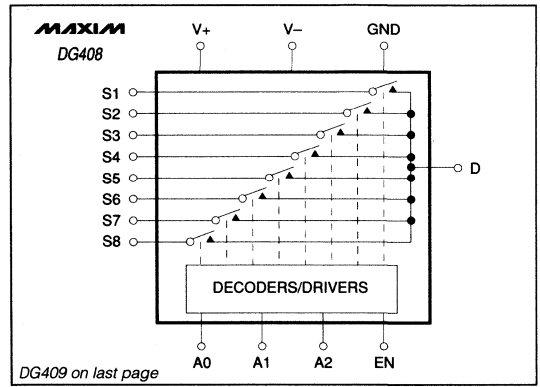 MAXIM
DG408
V+ V– GND
S1
S2
S3
S4
S5
S6
S7
S8
D
DECODERS/DRIVERS
A0 A1 A2 EN
DG409 on last page